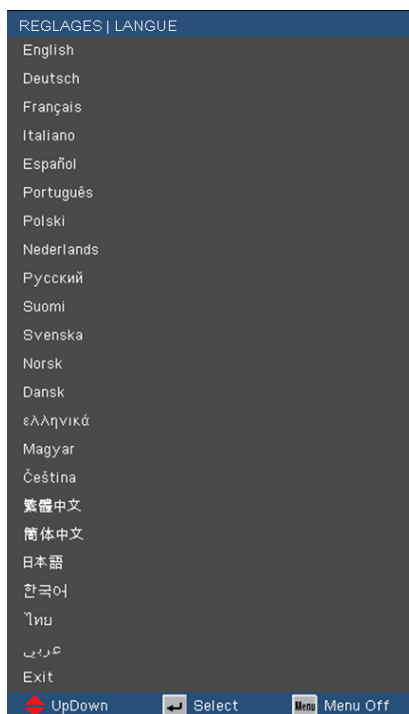 REGLAGES | LANGUE
English
Deutsch
Français
Italiano
Español
Português
Polski
Nederlands
Русский
Suomi
Svenska
Norsk
Dansk
ελληνικά
Magyar
Čeština
繁體中文
简体中文
日本語
한국어
ไทย
عربي
Exit
UpDown Select Menu Menu Off